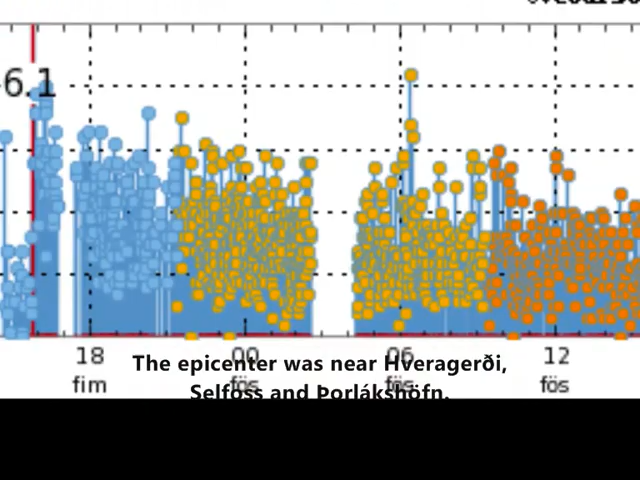 6.1
18 00 06 12
The epicenter was near Hveragerði,
fim fös fös fös
Selfoss and Þorlákshöfn.